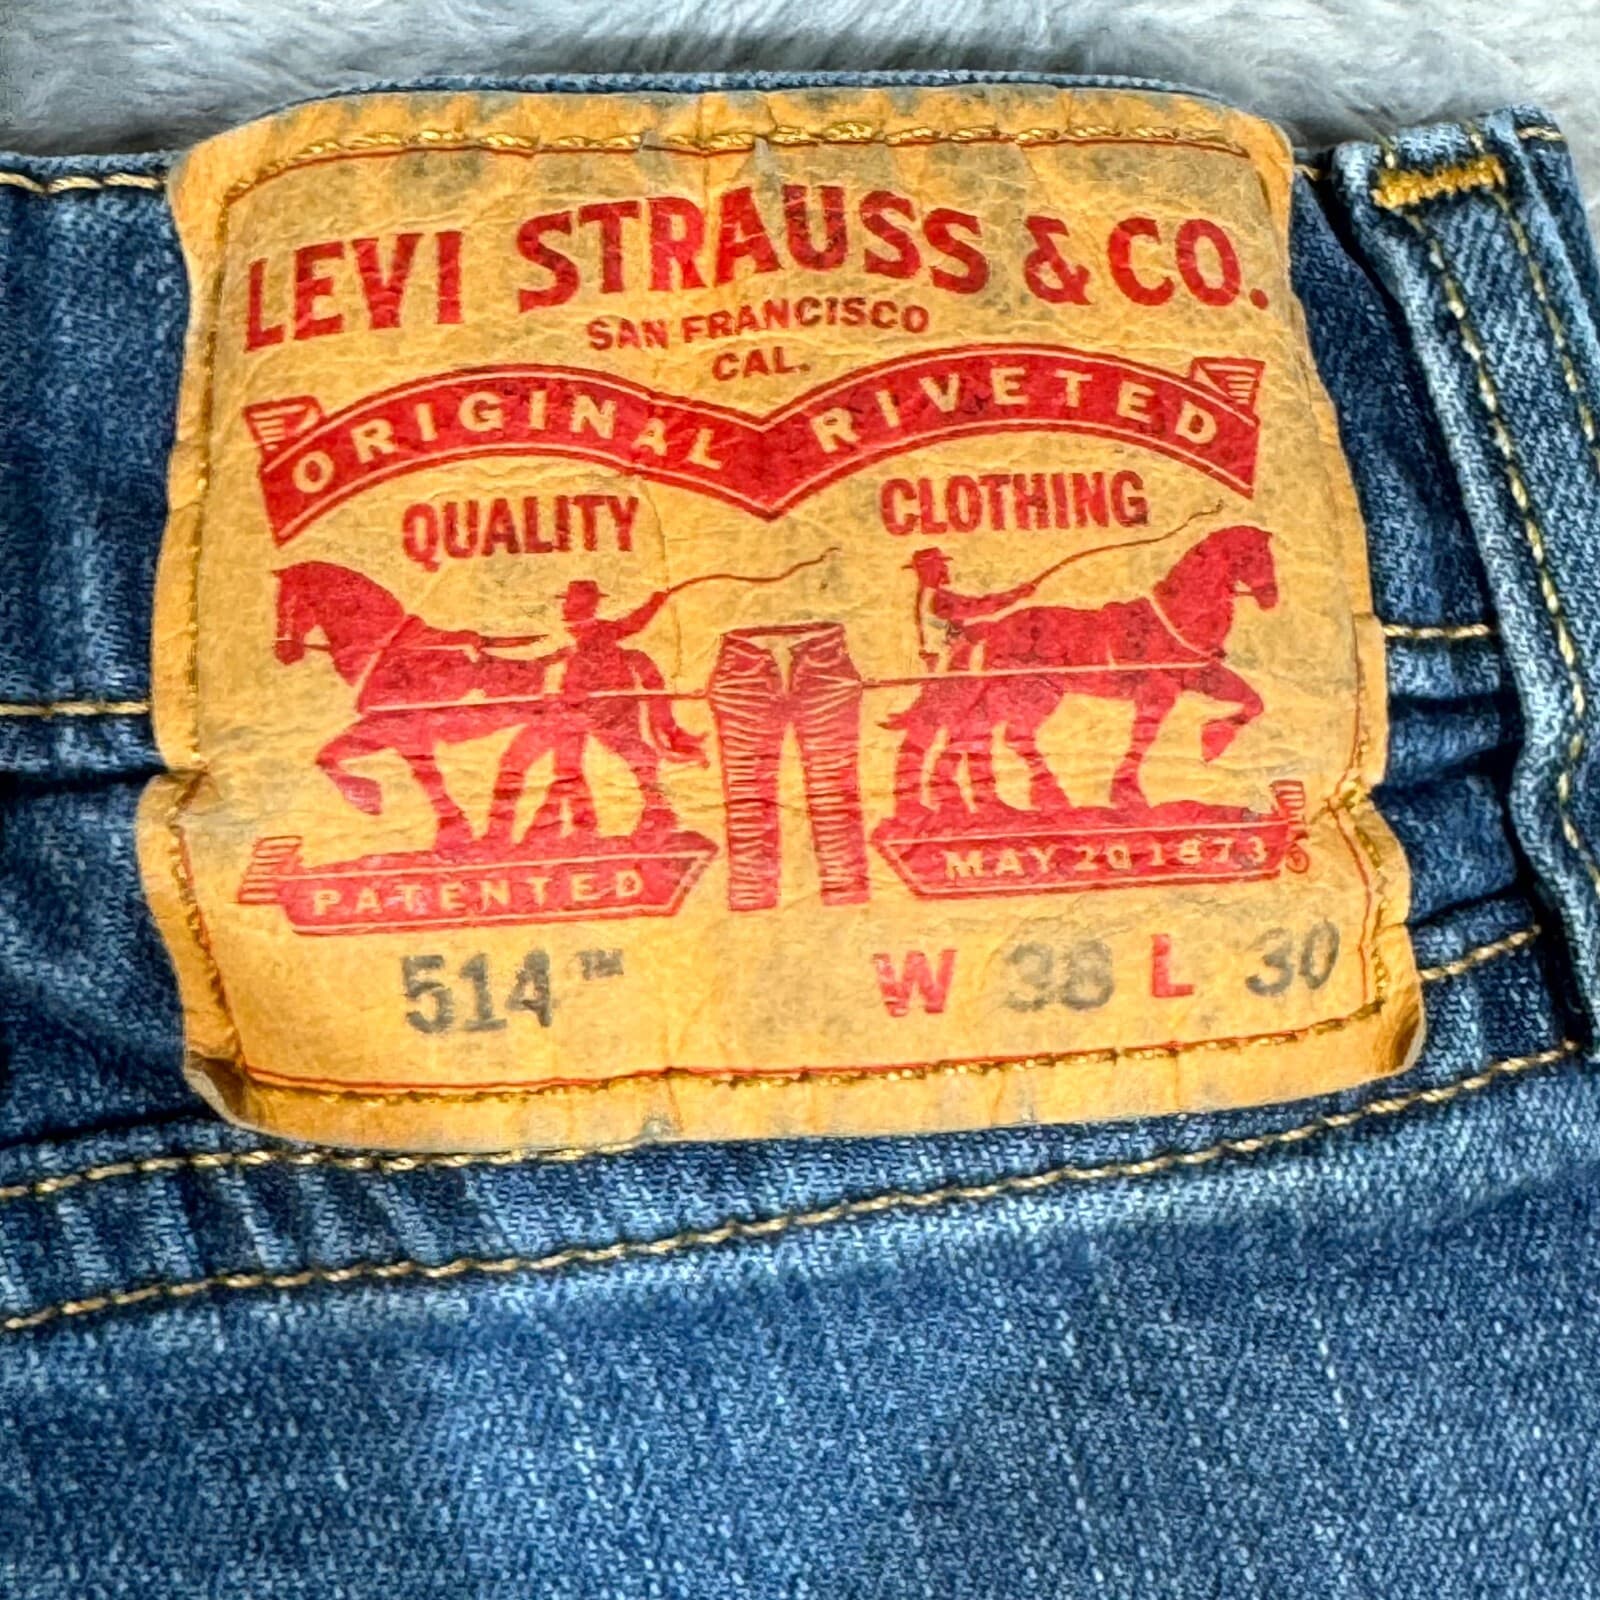 LEVI STRAUSS & CO.
SAN FRANCISCO
CAL.
ORIGINAL RIVETED
QUALITY CLOTHING
PATENTED MAY 20 1873 ®
514™ W 38 L 30